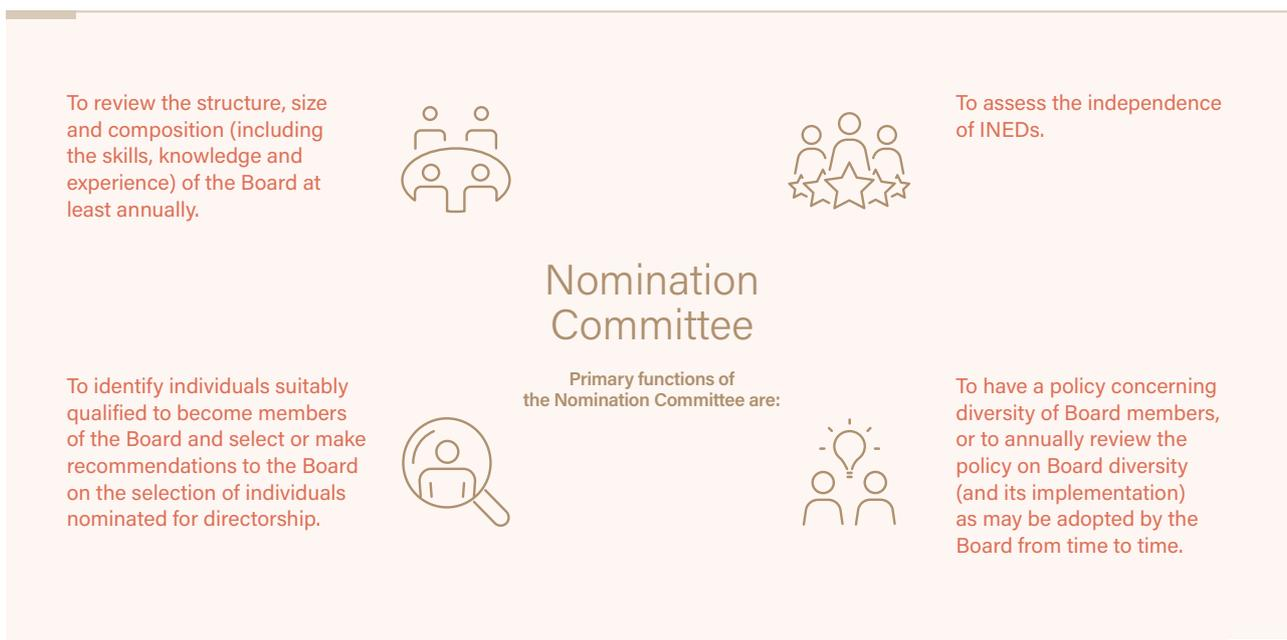 To review the structure, size
and composition (including
the skills, knowledge and
experience) of the Board at
least annually.
To assess the independence
of INEDs.
Nomination
Committee
Primary functions of
the Nomination Committee are:
To identify individuals suitably
qualified to become members
of the Board and select or make
recommendations to the Board
on the selection of individuals
nominated for directorship.
To have a policy concerning
diversity of Board members,
or to annually review the
policy on Board diversity
(and its implementation)
as may be adopted by the
Board from time to time.